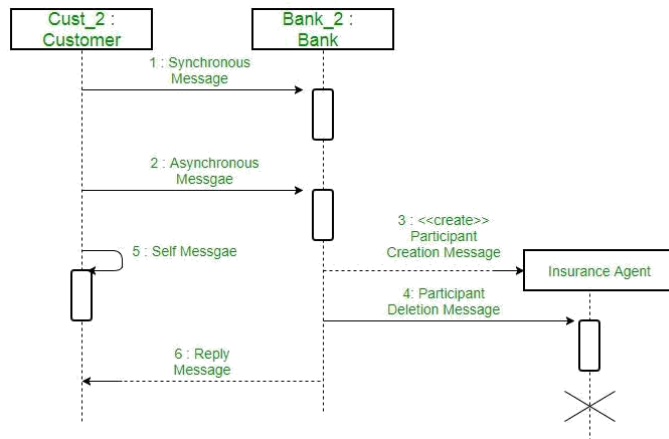 Cust_2 :
Customer
Bank_2 :
Bank
1 : Synchronous
Message
2 : Asynchronous
Messgae
3 : <<create>>
Participant
Creation Message
5 : Self Messgae
Insurance Agent
4: Participant
Deletion Message
6 : Reply
Message